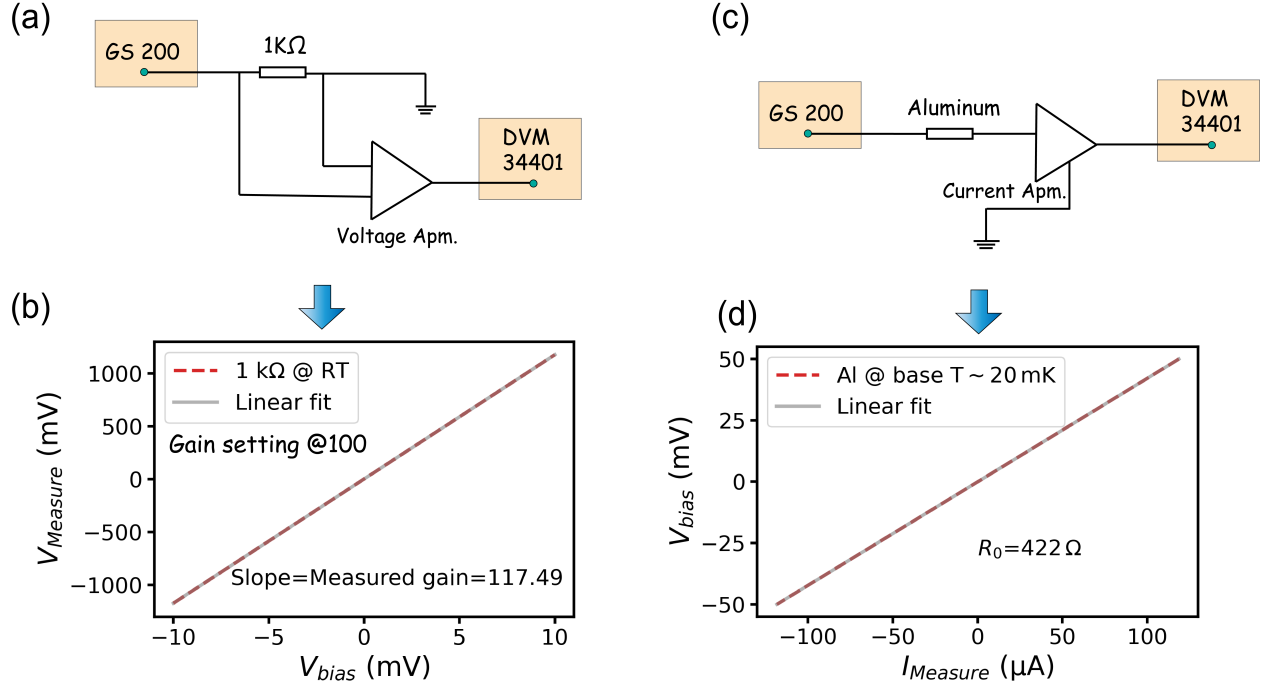 (a)
GS 200
1KΩ
DVM
34401
Voltage Apm.
(b)
1000
500
0
−500
−1000
V_Measure (mV)
1 kΩ @ RT
Linear fit
Gain setting @100
Slope=Measured gain=117.49
−10
−5
0
5
10
V_bias (mV)
(c)
GS 200
Aluminum
DVM
34401
Current Apm.
(d)
50
25
0
−25
−50
V_bias (mV)
Al @ base T ~ 20 mK
Linear fit
R₀=422 Ω
−100
−50
0
50
100
I_Measure (μA)